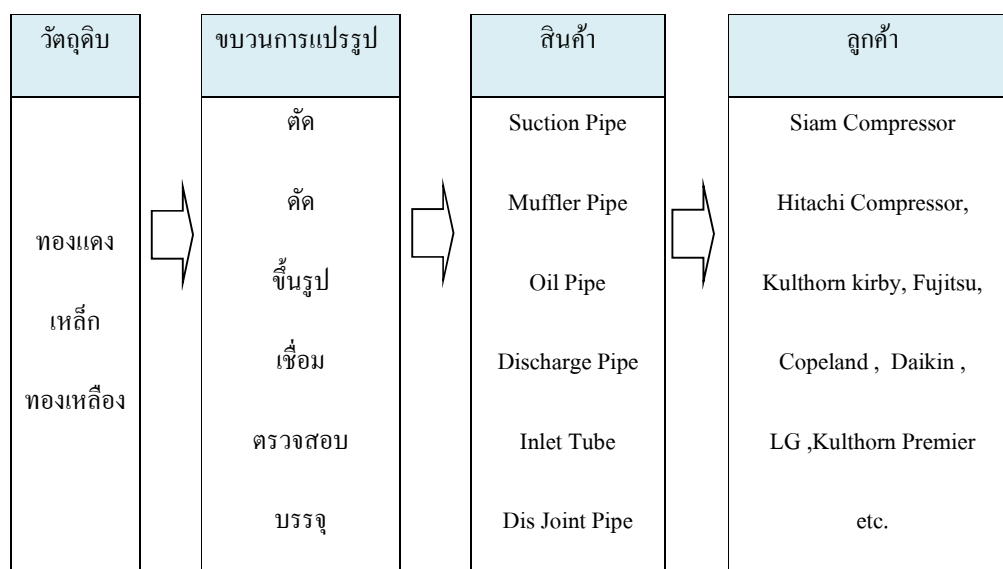 วัตถุดิบ
ทองแดง
เหล็ก
ทองเหลือง
ขบวนการแปรรูป
ตัด
ดัด
ขึ้นรูป
เชื่อม
ตรวจสอบ
บรรจุ
สินค้า
Suction Pipe
Muffler Pipe
Oil Pipe
Discharge Pipe
Inlet Tube
Dis Joint Pipe
ลูกค้า
Siam Compressor
Hitachi Compressor,
Kulthorn kirby, Fujitsu,
Copeland , Daikin ,
LG ,Kulthorn Premier
etc.